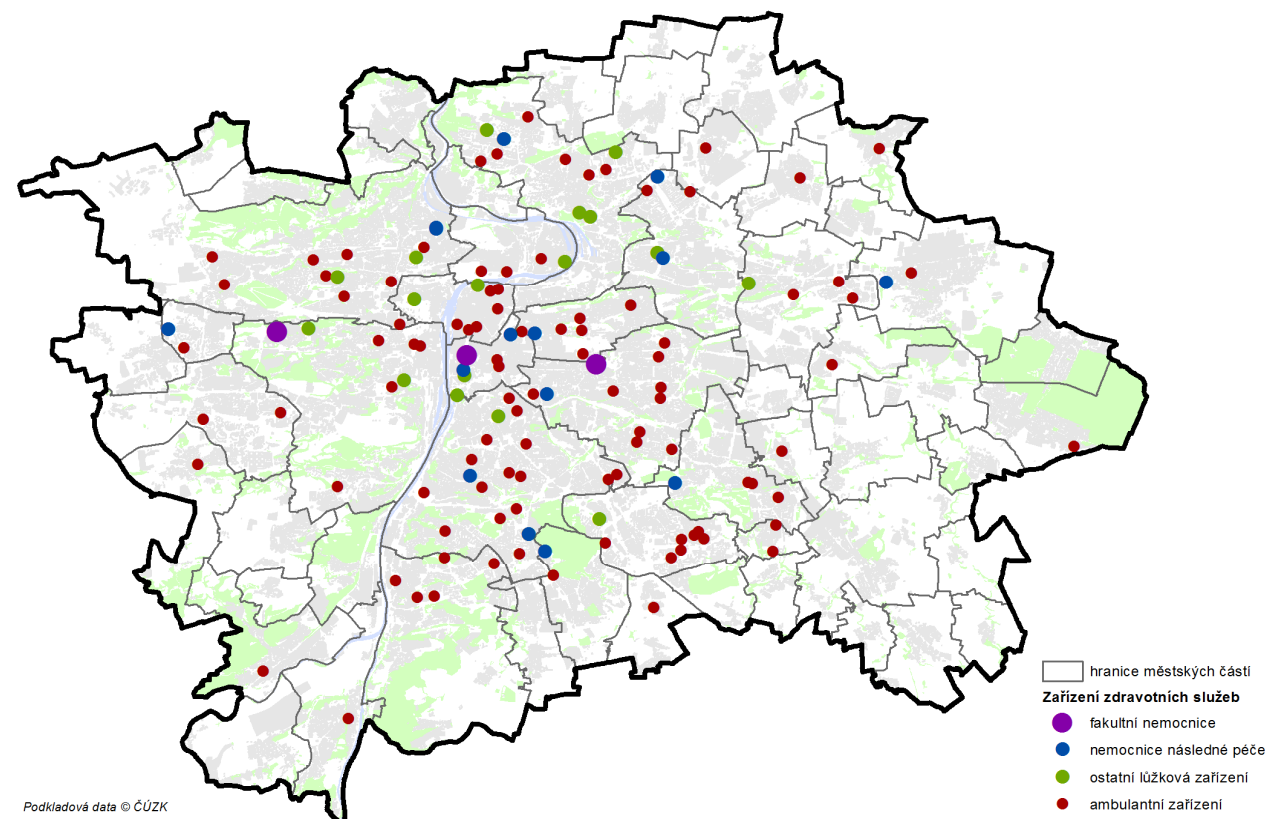 hranice městských částí
Zařízení zdravotních služeb
fakultní nemocnice
nemocnice následné péče
ostatní lůžková zařízení
ambulantní zařízení
Podkladová data © ČÚZK